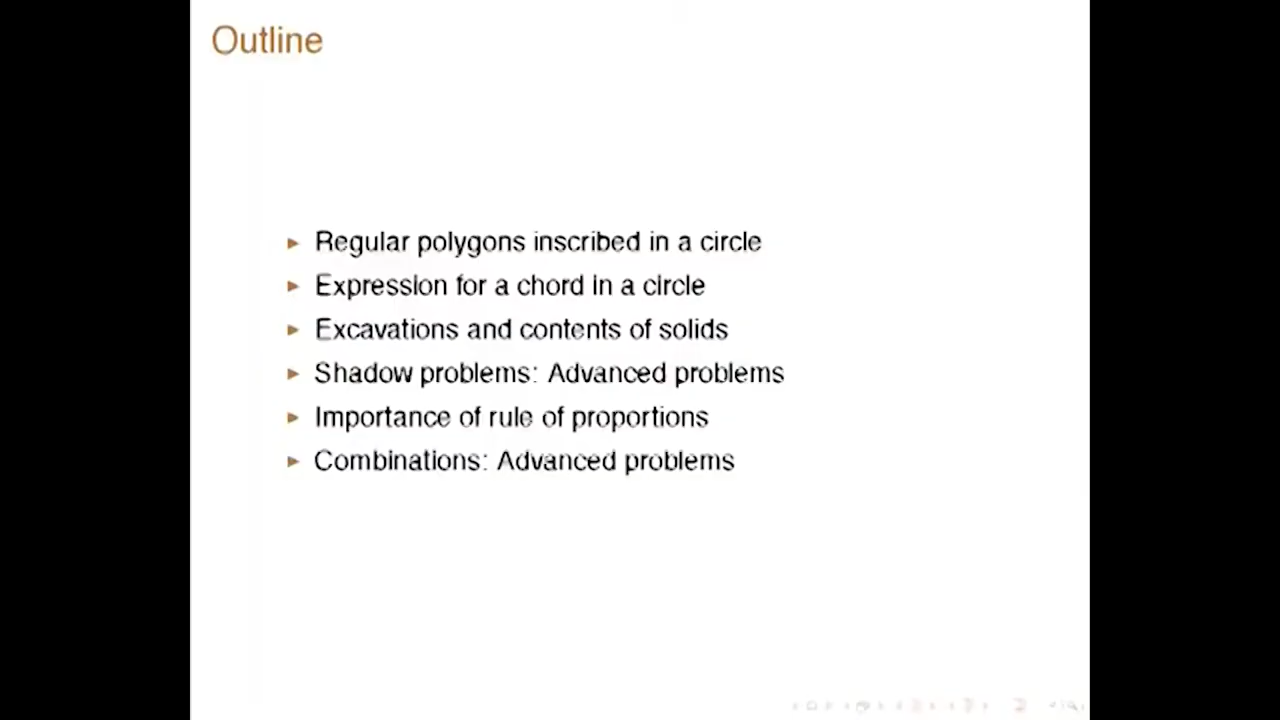 Outline
Regular polygons inscribed in a circle
Expression for a chord in a circle
Excavations and contents of solids
Shadow problems: Advanced problems
Importance of rule of proportions
Combinations: Advanced problems